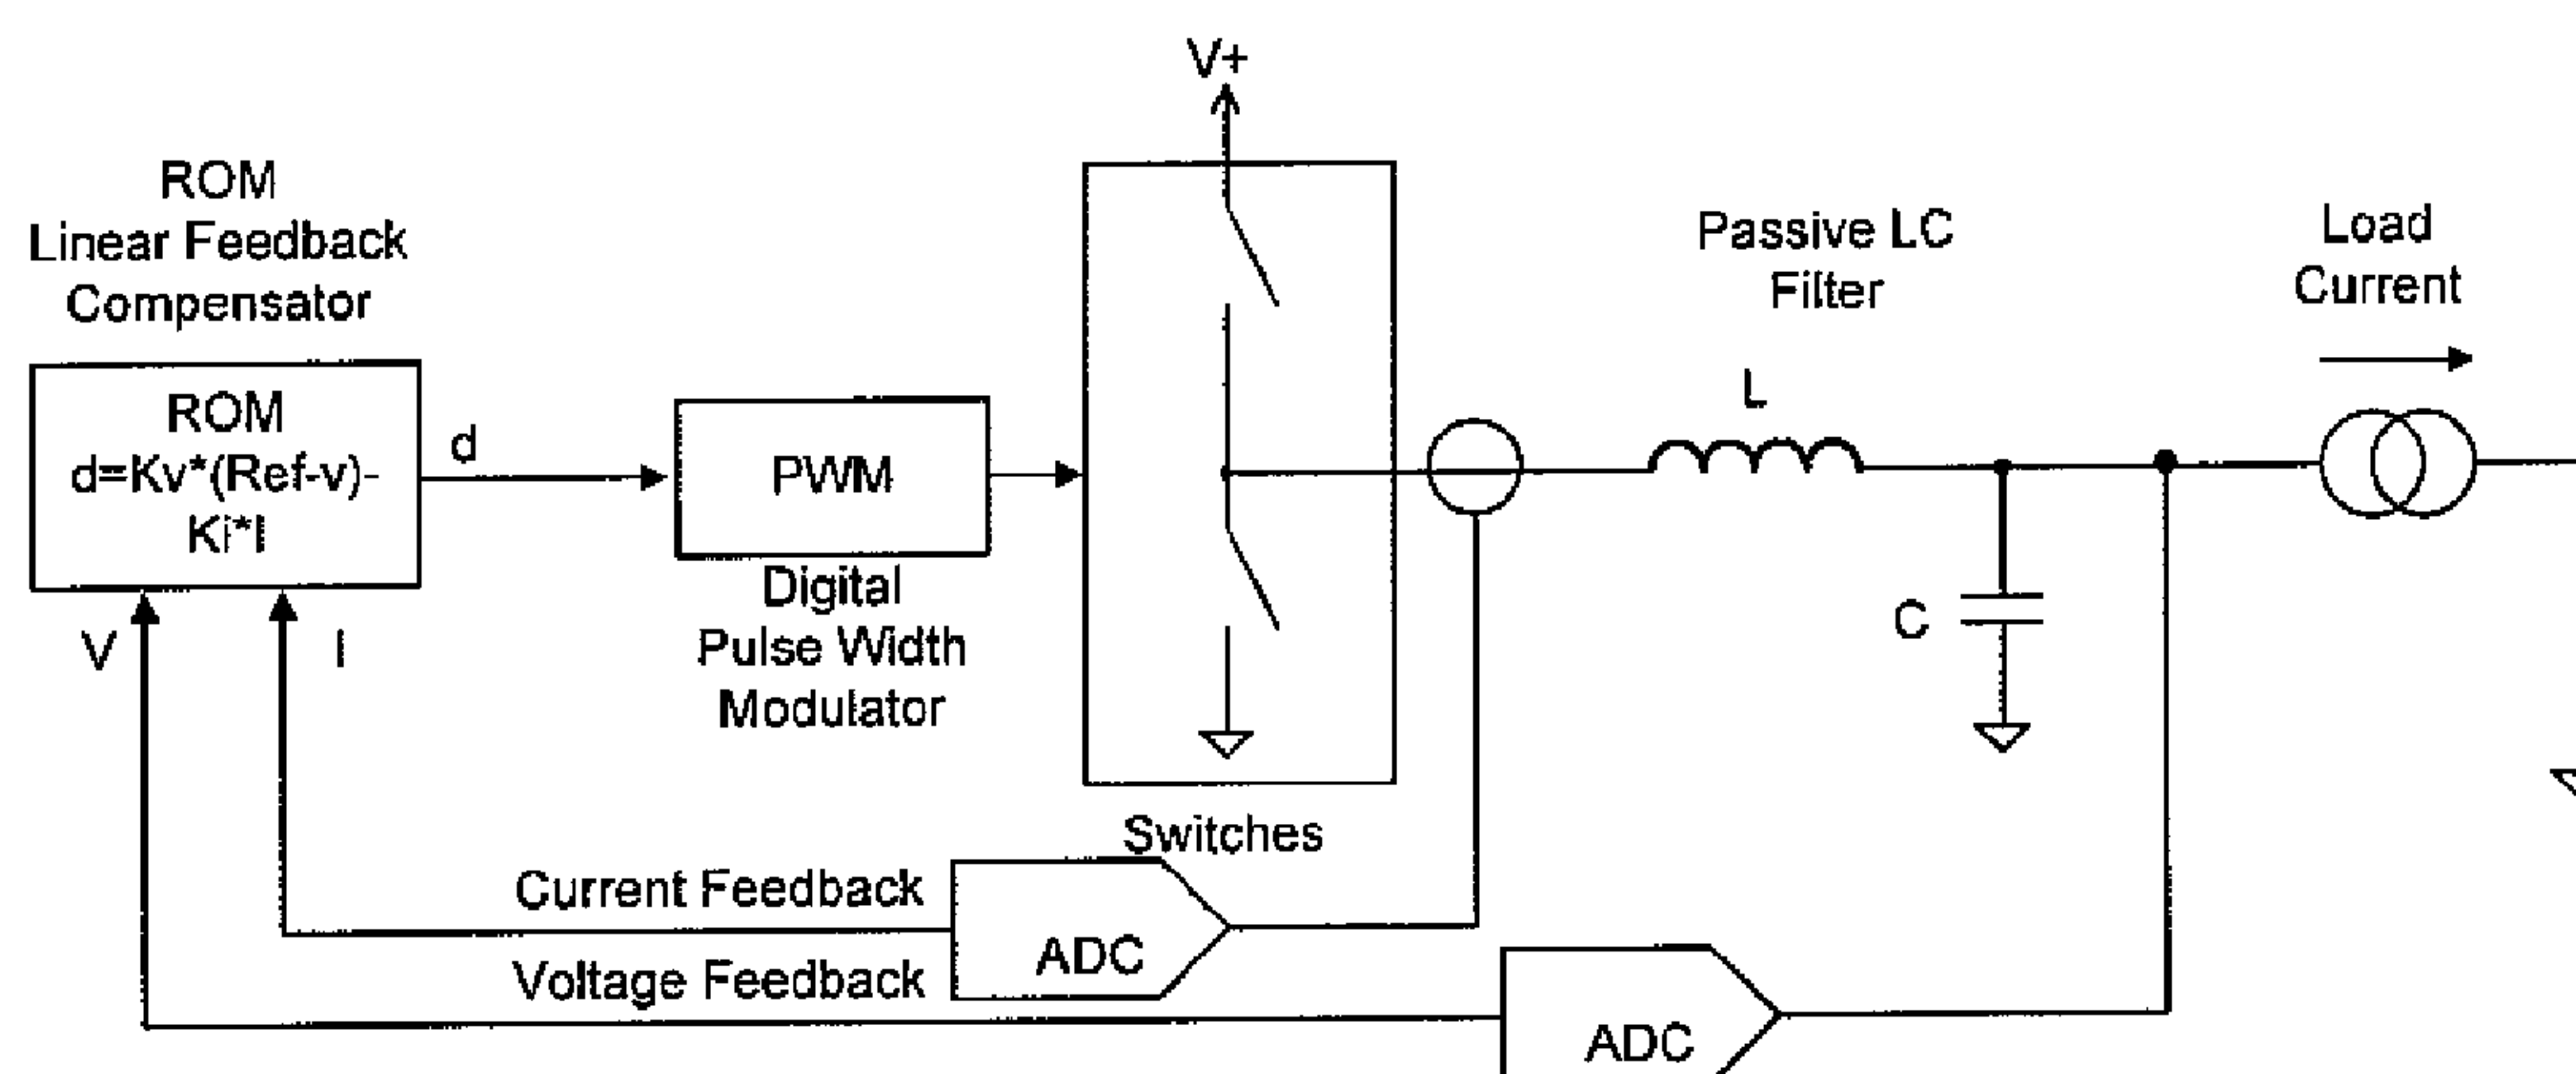 V+
ROM
Linear Feedback
Compensator
Passive LC
Filter
Load
Current
ROM
d=Kv*(Ref-v)-
Ki*I
d
PWM
L
Digital
Pulse Width
Modulator
V
I
C
Switches
Current Feedback
ADC
Voltage Feedback
ADC